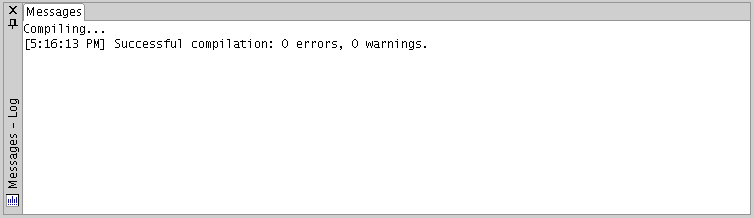 Messages
Compiling...
[5:16:13 PM] Successful compilation: 0 errors, 0 warnings.
Messages - Log